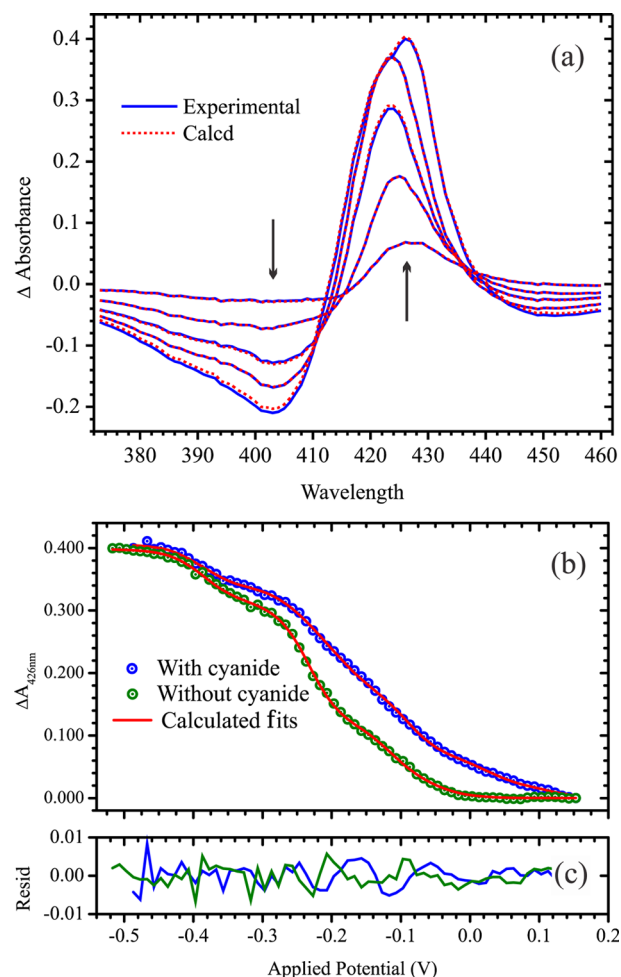 (a)
0.4
0.3
0.2
0.1
0.0
-0.1
-0.2
Δ Absorbance
Experimental
Calcd
380 390 400 410 420 430 440 450 460
Wavelength
(b)
0.400
0.300
0.200
0.100
0.000
ΔA426nm
With cyanide
Without cyanide
Calculated fits
(c)
0.01
0.00
-0.01
Resid
-0.5 -0.4 -0.3 -0.2 -0.1 0.0 0.1 0.2
Applied Potential (V)